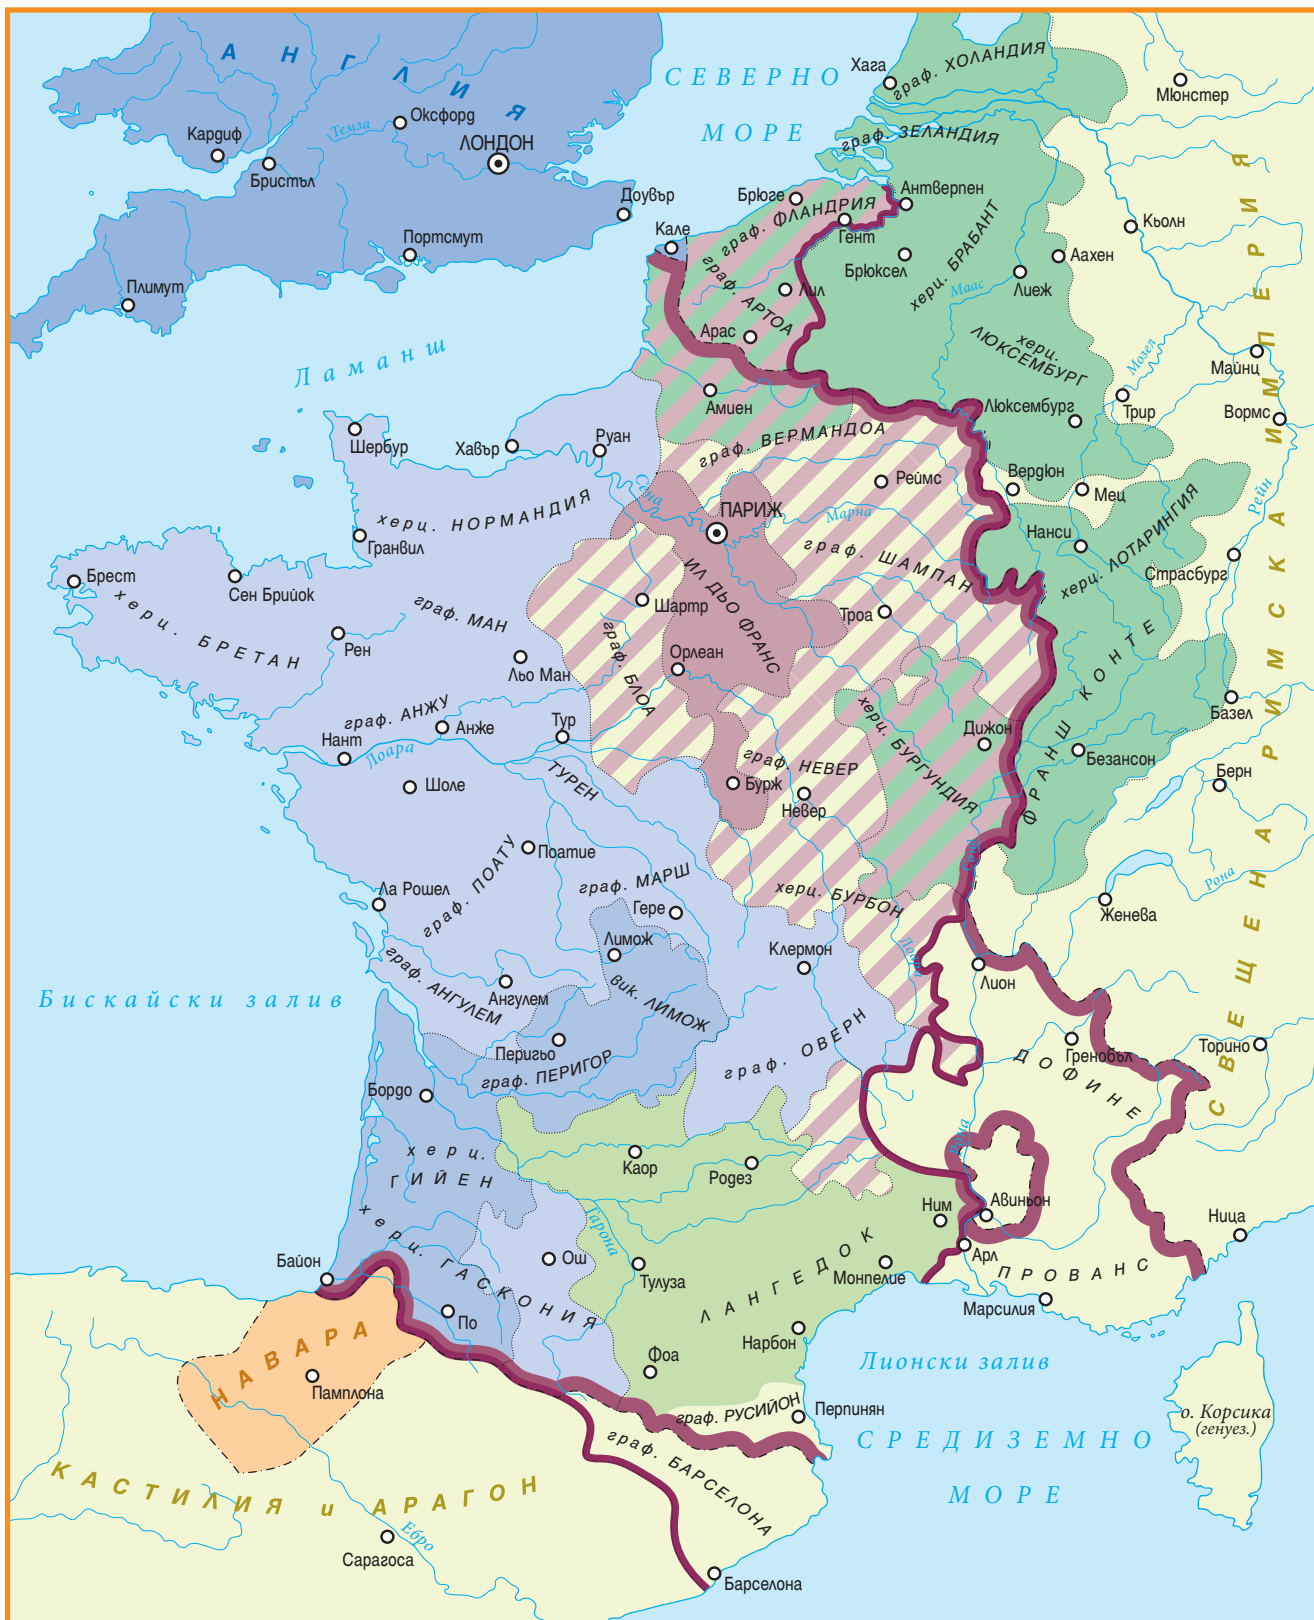 АНГЛИЯ
СЕВЕРНО
МОРЕ
Хага
граф. ХОЛАНДИЯ
Мюнстер
Оксфорд
Темза
Кардиф
ЛОНДОН
Бристъл
граф. ЗЕЛАНДИЯ
Доувър
Брюге
Антверпен
граф. ФЛАНДРИЯ
Гент
Кале
Портсмут
Кьолн
Аахен
Брюксел
херц. БРАБАНТ
Лиеж
Маас
Плимут
Лил
граф. АРТОА
Арас
херц.
ЛЮКСЕМБУРГ
Мозел
Майнц
Ламанш
Амиен
Люксембург
Трир
Вормс
Шербур
Хавър
Руан
граф. ВЕРМАНДОА
Реймс
Вердюн
Мец
Рейн
Сена
херц. НОРМАНДИЯ
ПАРИЖ
Марна
Гранвил
граф. ШАМПАН
Нанси
херц. ЛОТАРИНГИЯ
Страсбург
Брест
Сен Брийок
херц. БРЕТАН
Рен
граф. МАН
Льо Ман
Шартр
ИЛ ДЬО ФРАНС
Троа
граф. БЛОА
Орлеан
граф. АНЖУ
Анже
Тур
Нант
Лоара
Шоле
ТУРЕН
херц. БУРГУНДИЯ
Дижон
ФРАНШ КОНТЕ
Безансон
Базел
Берн
граф. НЕВЕР
Бурж
Невер
Поатие
граф. ПОАТУ
Сона
Ла Рошел
граф. МАРШ
Гере
херц. БУРБОН
Рона
Женева
Лимож
Клермон
Лоара
Лион
граф. АНГУЛЕМ
Ангулем
вик. ЛИМОЖ
Бискайски залив
Перигьо
граф. ПЕРИГОР
граф. ОВЕРН
Гренобъл
ДОФИНЕ
Торино
СВЕЩЕНА РИМСКА ИМПЕРИЯ
Бордо
херц.
ГИЙЕН
Каор
Родез
Рона
Авиньон
Ним
Гарона
херц. ГАСКОНИЯ
Ош
Тулуза
ЛАНГЕДОК
Монпелие
Арл
ПРОВАНС
Ница
Марсилия
Байон
По
НАВАРА
Памплона
Нарбон
Фоа
Лионски залив
граф. РУСИЙОН
Перпинян
о. Корсика
(генуез.)
СРЕДИЗЕМНО
МОРЕ
граф. БАРСЕЛОНА
КАСТИЛИЯ и АРАГОН
Ебро
Сарагоса
Барселона